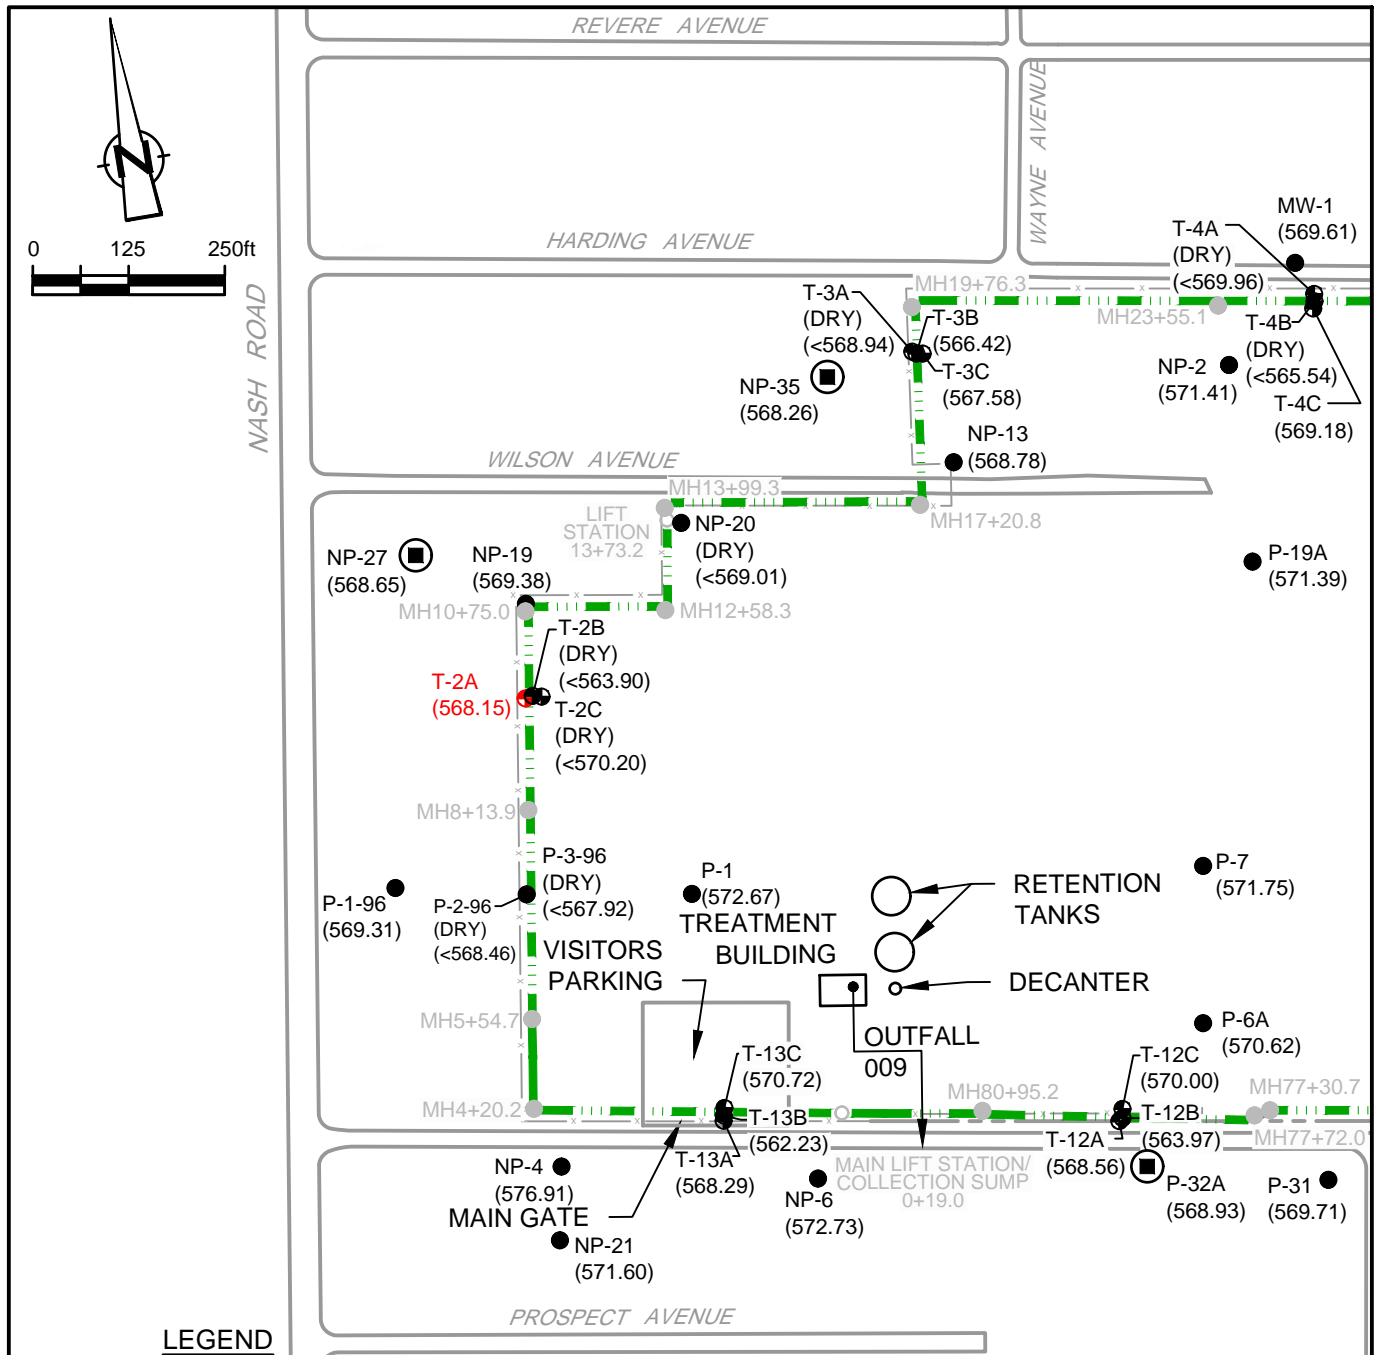 REVERE AVENUE
WAYNE AVENUE
N
0 125 250ft
HARDING AVENUE
NASH ROAD
MW-1
(569.61)
T-4A
(DRY)
(<569.96)
MH19+76.3
MH23+55.1
T-3A
(DRY)
(<568.94)
T-3B
(566.42)
T-3C
(567.58)
T-4B
(DRY)
(<565.54)
T-4C
(569.18)
NP-2
(571.41)
NP-35
(568.26)
NP-13
(568.78)
WILSON AVENUE
MH13+99.3
LIFT
STATION
13+73.2
MH17+20.8
NP-20
(DRY)
(<569.01)
NP-27
(568.65)
NP-19
(569.38)
P-19A
(571.39)
MH10+75.0
MH12+58.3
T-2B
(DRY)
(<563.90)
T-2A
(568.15)
T-2C
(DRY)
(<570.20)
MH8+13.9
P-3-96
(DRY)
(<567.92)
P-1
(572.67)
P-7
(571.75)
P-1-96
(569.31)
P-2-96
(DRY)
(<568.46)
RETENTION
TANKS
TREATMENT
BUILDING
VISITORS
PARKING
DECANTER
MH5+54.7
OUTFALL
009
P-6A
(570.62)
T-13C
(570.72)
T-12C
(570.00)
MH80+95.2
MH77+30.7
MH4+20.2
T-13B
(562.23)
T-12B
(563.97)
MH77+72.0
T-12A
(568.56)
T-13A
(568.29)
MAIN LIFT STATION/
COLLECTION SUMP
0+19.0
NP-4
(576.91)
NP-6
(572.73)
P-32A
(568.93)
P-31
(569.71)
MAIN GATE
NP-21
(571.60)
PROSPECT AVENUE
LEGEND